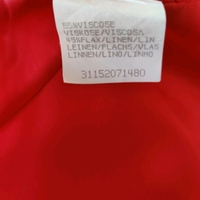 55%VISCOSE
VISKOSE/VISCOSA
45%FLAX/LINEN/LIN
LEINEN/FLACHS/VLAS
LINNEN/LINO/LINHO
31152071480